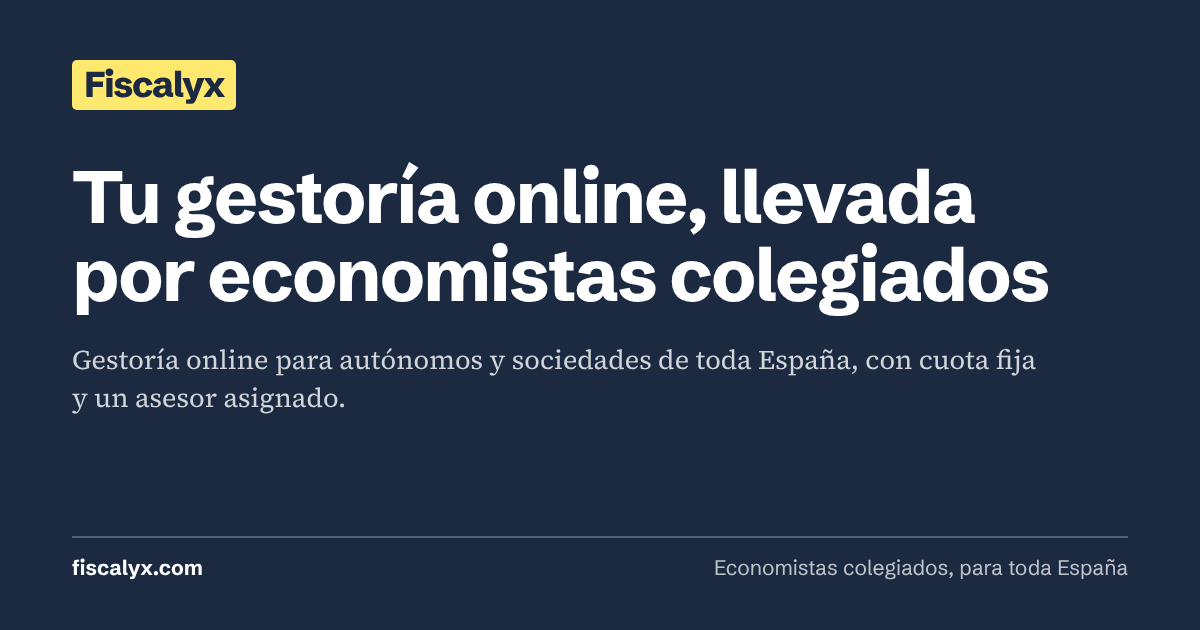 Fiscalyx
Tu gestoría online, llevada
por economistas colegiados
Gestoría online para autónomos y sociedades de toda España, con cuota fija
y un asesor asignado.
fiscalyx.com
Economistas colegiados, para toda España